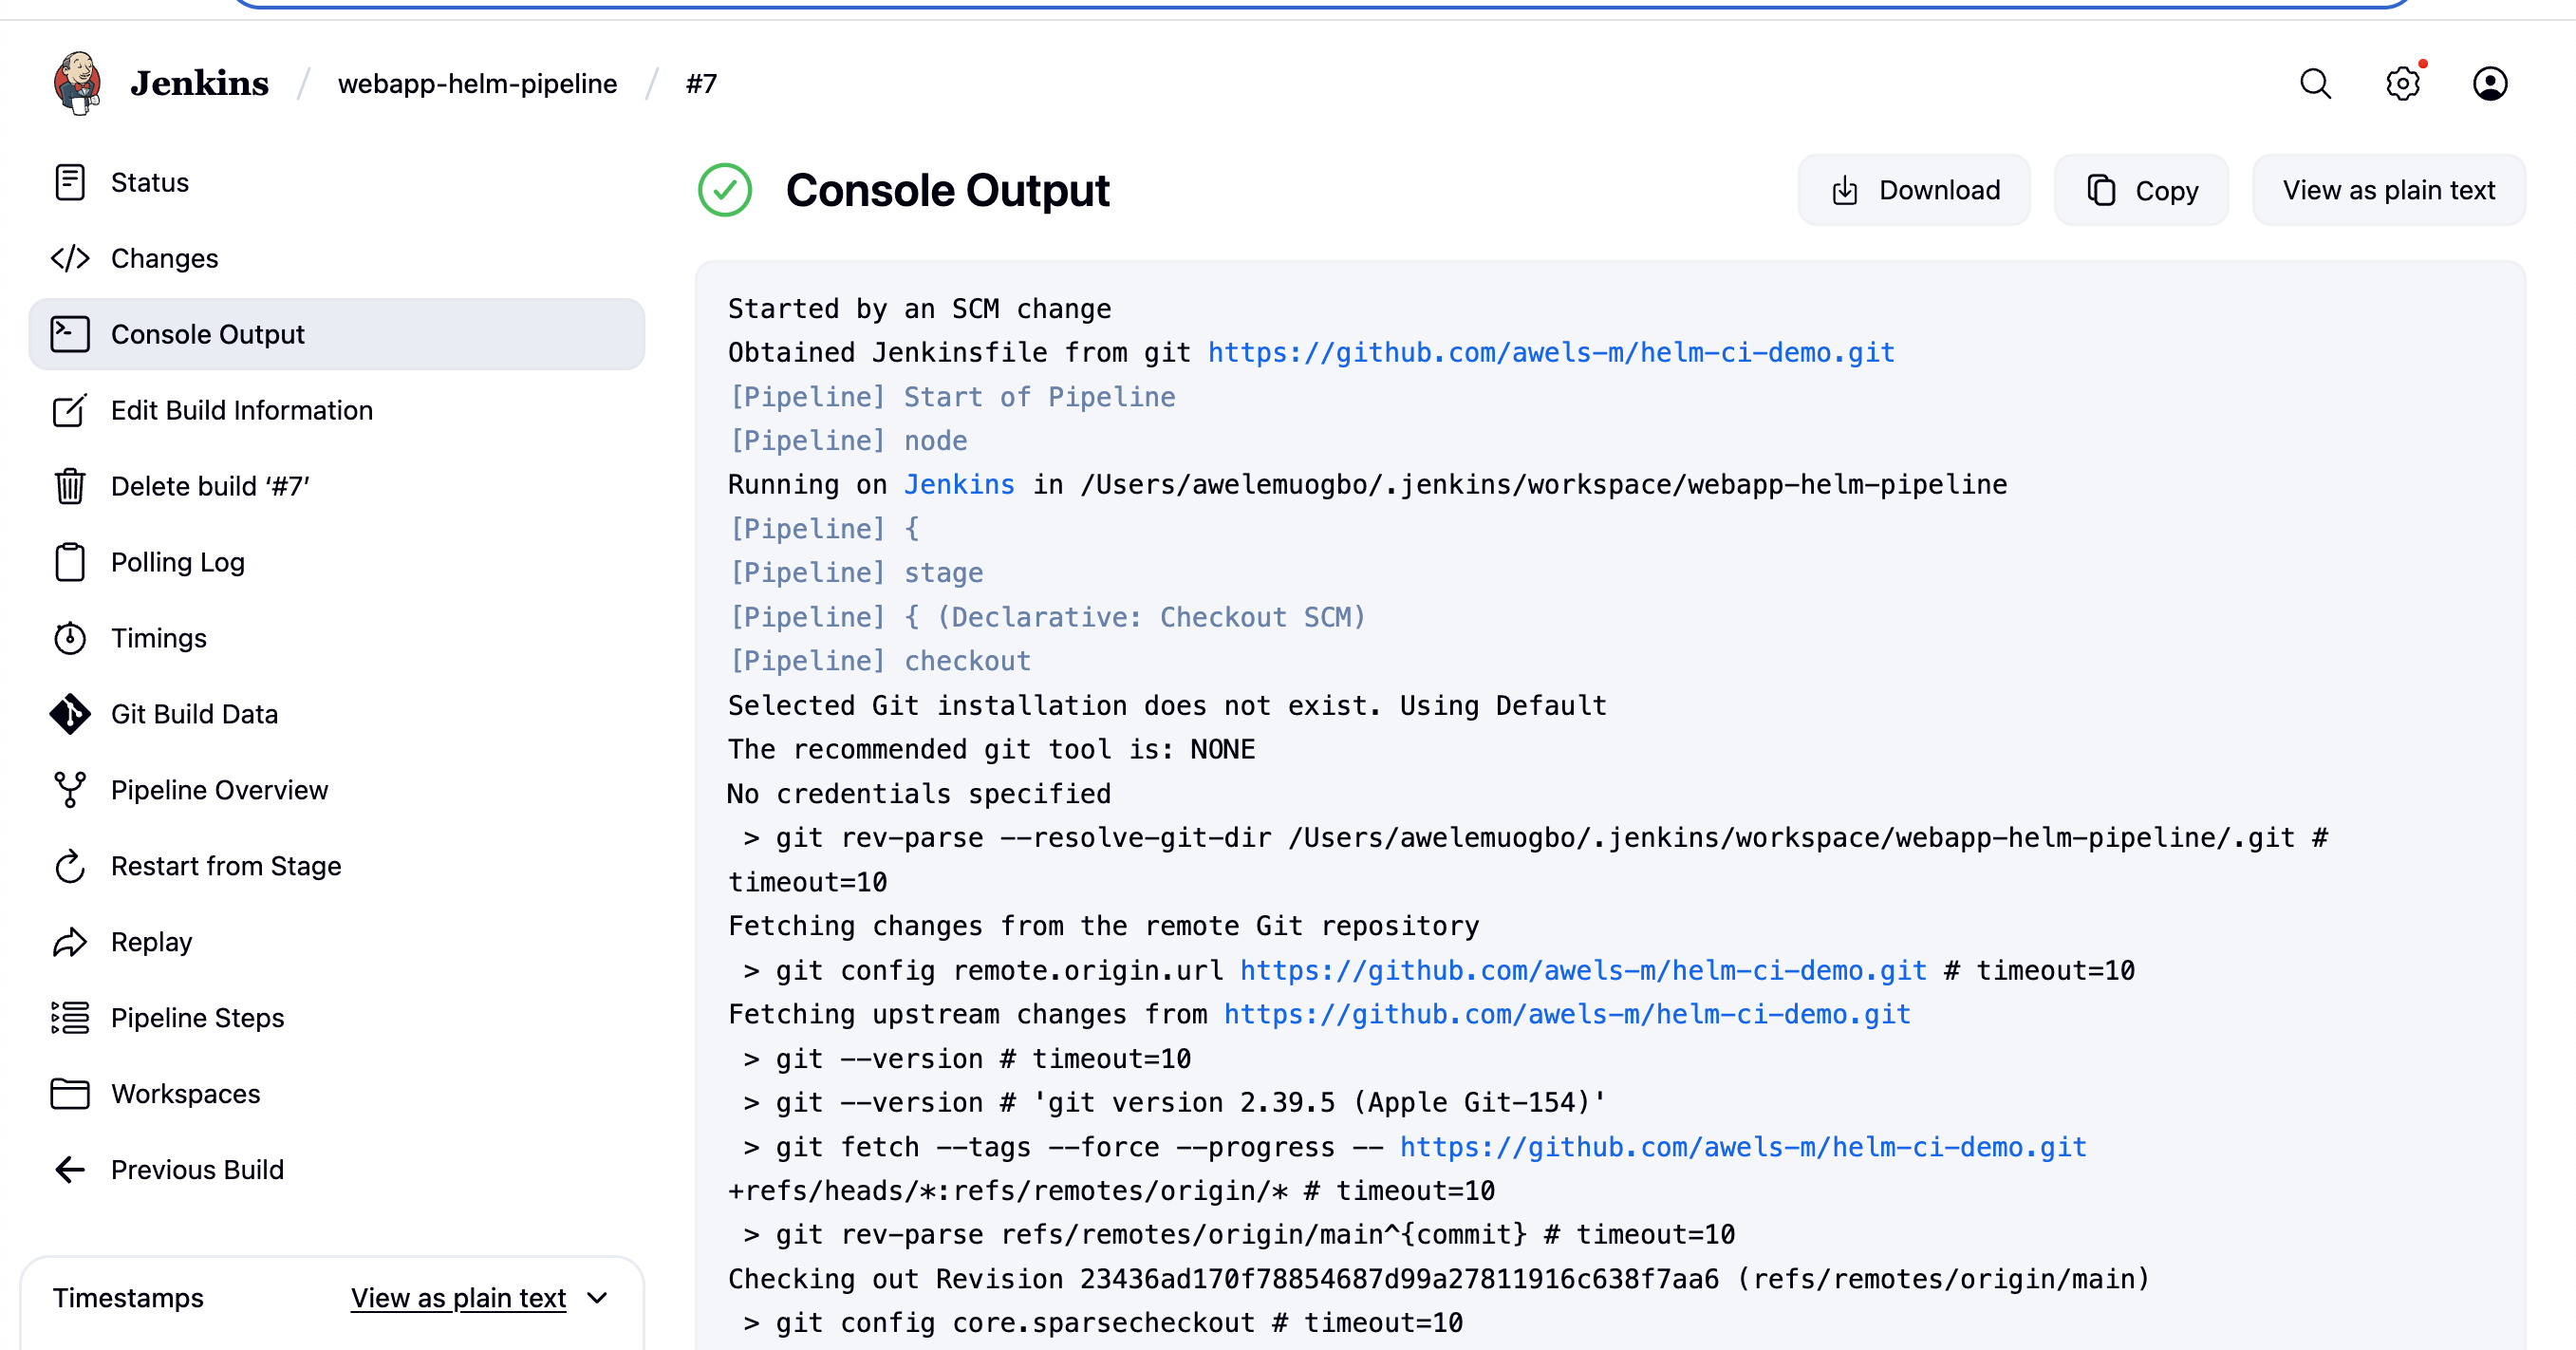 Jenkins / webapp-helm-pipeline / #7
Status
Changes
Console Output
Edit Build Information
Delete build ‘#7’
Polling Log
Timings
Git Build Data
Pipeline Overview
Restart from Stage
Replay
Pipeline Steps
Workspaces
Previous Build
Timestamps View as plain text
Console Output
Download Copy View as plain text
Started by an SCM change
Obtained Jenkinsfile from git https://github.com/awels-m/helm-ci-demo.git
[Pipeline] Start of Pipeline
[Pipeline] node
Running on Jenkins in /Users/awelemuogbo/.jenkins/workspace/webapp-helm-pipeline
[Pipeline] {
[Pipeline] stage
[Pipeline] { (Declarative: Checkout SCM)
[Pipeline] checkout
Selected Git installation does not exist. Using Default
The recommended git tool is: NONE
No credentials specified
 > git rev-parse --resolve-git-dir /Users/awelemuogbo/.jenkins/workspace/webapp-helm-pipeline/.git #
timeout=10
Fetching changes from the remote Git repository
 > git config remote.origin.url https://github.com/awels-m/helm-ci-demo.git # timeout=10
Fetching upstream changes from https://github.com/awels-m/helm-ci-demo.git
 > git --version # timeout=10
 > git --version # 'git version 2.39.5 (Apple Git-154)'
 > git fetch --tags --force --progress -- https://github.com/awels-m/helm-ci-demo.git
+refs/heads/*:refs/remotes/origin/* # timeout=10
 > git rev-parse refs/remotes/origin/main^{commit} # timeout=10
Checking out Revision 23436ad170f78854687d99a27811916c638f7aa6 (refs/remotes/origin/main)
 > git config core.sparsecheckout # timeout=10